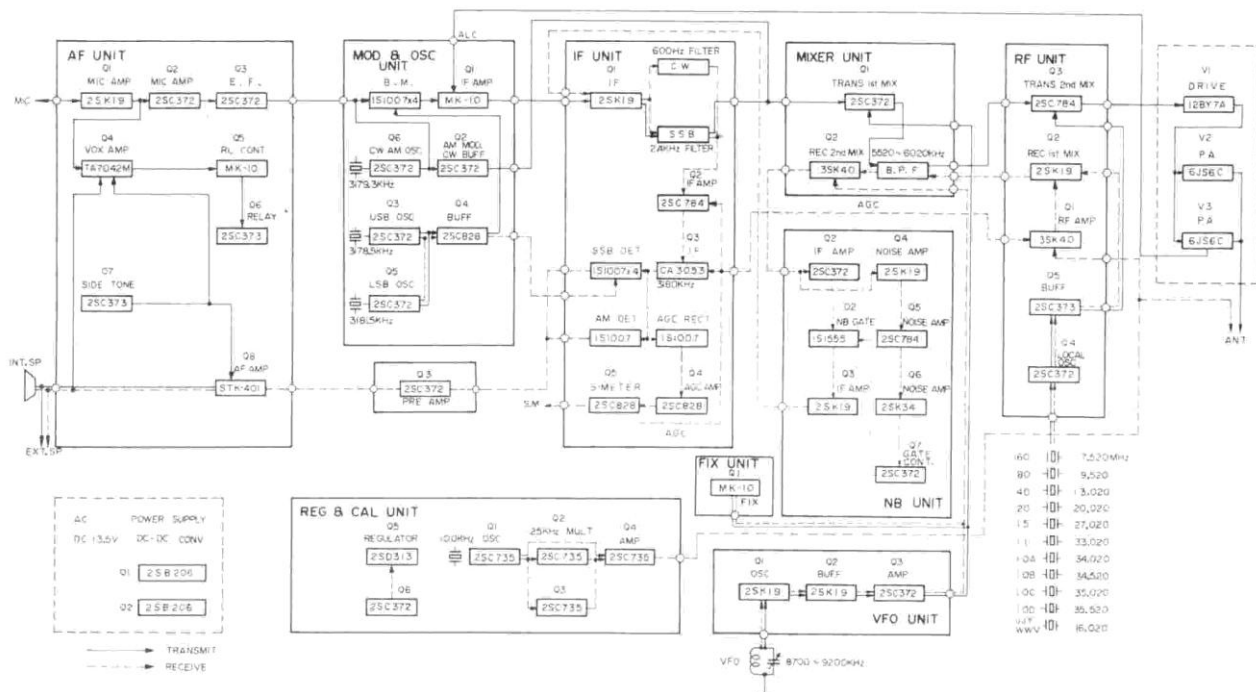 AF UNIT
Q1
MIC AMP
2SK19
Q2
MIC AMP
2SC372
Q3
E. F.
2SC372
MIC
Q4
VOX AMP
TA7042M
Q5
RL CONT
MK-10
Q6
RELAY
2SC373
Q7
SIDE TONE
2SC373
Q8
AF AMP
STK-401
INT. SP
EXT. SP
ALC
MOD & OSC
UNIT
B. M.
1S1007x4
Q1
IF AMP
MK-10
Q6
CW AM OSC
2SC372
3179.3KHz
Q2
AM MOD
CW BUFF
2SC372
Q3
USB OSC
2SC372
3178.5KHz
Q4
BUFF
2SC828
Q5
LSB OSC
2SC372
3181.5KHz
Q3
2SC372
PRE AMP
IF UNIT
Q1
IF
2SK19
600Hz FILTER
CW
SSB
2.4KHz FILTER
Q2
IF AMP
2SC784
Q3
I F
CA3053
3180KHz
SSB DET
1S1007x4
AM DET
1S1007
AGC RECT
1S1007
Q5
S-METER
2SC828
Q4
AGC AMP
2SC828
S.M
AGC
MIXER UNIT
Q1
TRANS 1st MIX
2SC372
Q2
REC 2nd MIX
3SK40
5520~6020KHz
B. P. F
AGC
Q2
IF AMP
2SC372
Q4
NOISE AMP
2SK19
D2
NB GATE
1S1555
Q5
NOISE AMP
2SC784
Q3
IF AMP
2SK19
Q6
NOISE AMP
2SK34
Q7
GATE
CONT.
2SC372
NB UNIT
RF UNIT
Q3
TRANS 2nd MIX
2SC784
Q2
REC 1st MIX
2SK19
Q1
RF AMP
3SK40
Q5
BUFF
2SC373
Q4
LOCAL
OSC
2SC372
V1
DRIVE
12BY7A
V2
P.A
6JS6C
V3
P.A
6JS6C
ANT
160 7.520MHz
80 9,520
40 13,020
20 20,020
15 27,020
33,020
10A 34,020
10B 34,520
10C 35,020
10D 35,520
WWV 16,020
FIX UNIT
Q1
MK-10
FIX
REG & CAL UNIT
Q5
REGULATOR
2SD313
Q6
2SC372
100KHz
Q1
OSC
2SC735
Q2
25KHz MULT
2SC735
Q3
2SC735
Q4
AMP
2SC735
Q1
OSC
2SK19
Q2
BUFF
2SK19
Q3
AMP
2SC372
VFO UNIT
VFO
8700~9200KHz
AC POWER SUPPLY
DC 13.5V DC-DC CONV
Q1 2SB206
Q2 2SB206
TRANSMIT
RECEIVE